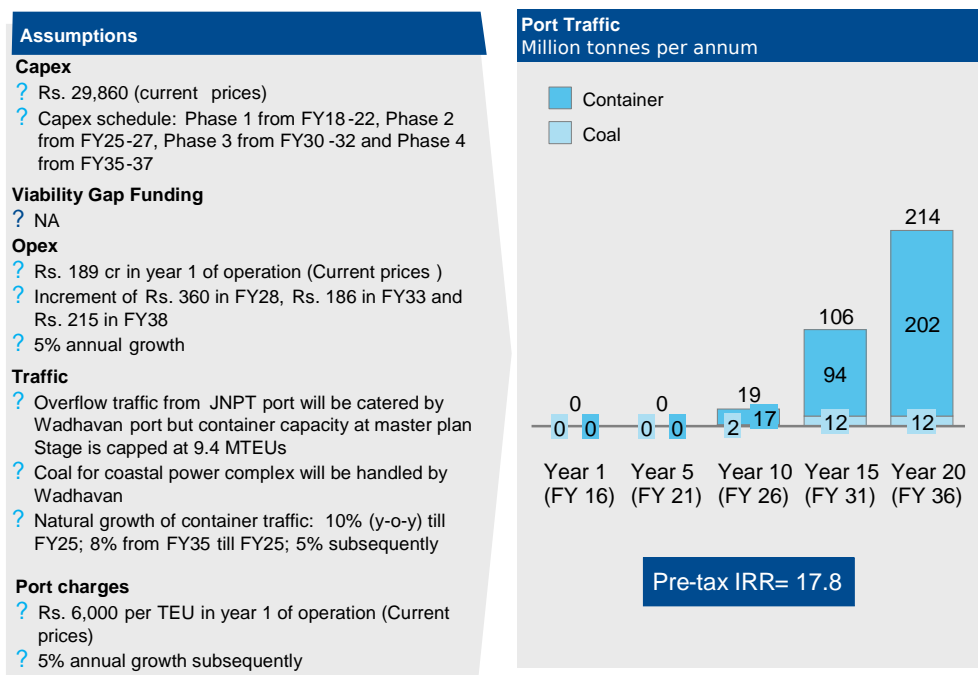 Assumptions
Capex
? Rs. 29,860 (current prices)
? Capex schedule: Phase 1 from FY18-22, Phase 2
from FY25-27, Phase 3 from FY30-32 and Phase 4
from FY35-37
Viability Gap Funding
? NA
Opex
? Rs. 189 cr in year 1 of operation (Current prices )
? Increment of Rs. 360 in FY28, Rs. 186 in FY33 and
Rs. 215 in FY38
? 5% annual growth
Traffic
? Overflow traffic from JNPT port will be catered by
Wadhavan port but container capacity at master plan
Stage is capped at 9.4 MTEUs
? Coal for coastal power complex will be handled by
Wadhavan
? Natural growth of container traffic: 10% (y-o-y) till
FY25; 8% from FY35 till FY25; 5% subsequently
Port charges
? Rs. 6,000 per TEU in year 1 of operation (Current
prices)
? 5% annual growth subsequently
Port Traffic
Million tonnes per annum
Container
Coal
214
202
12
106
94
12
19
2 17
0
0 0
0
0 0
Year 1 Year 5 Year 10 Year 15 Year 20
(FY 16) (FY 21) (FY 26) (FY 31) (FY 36)
Pre-tax IRR= 17.8